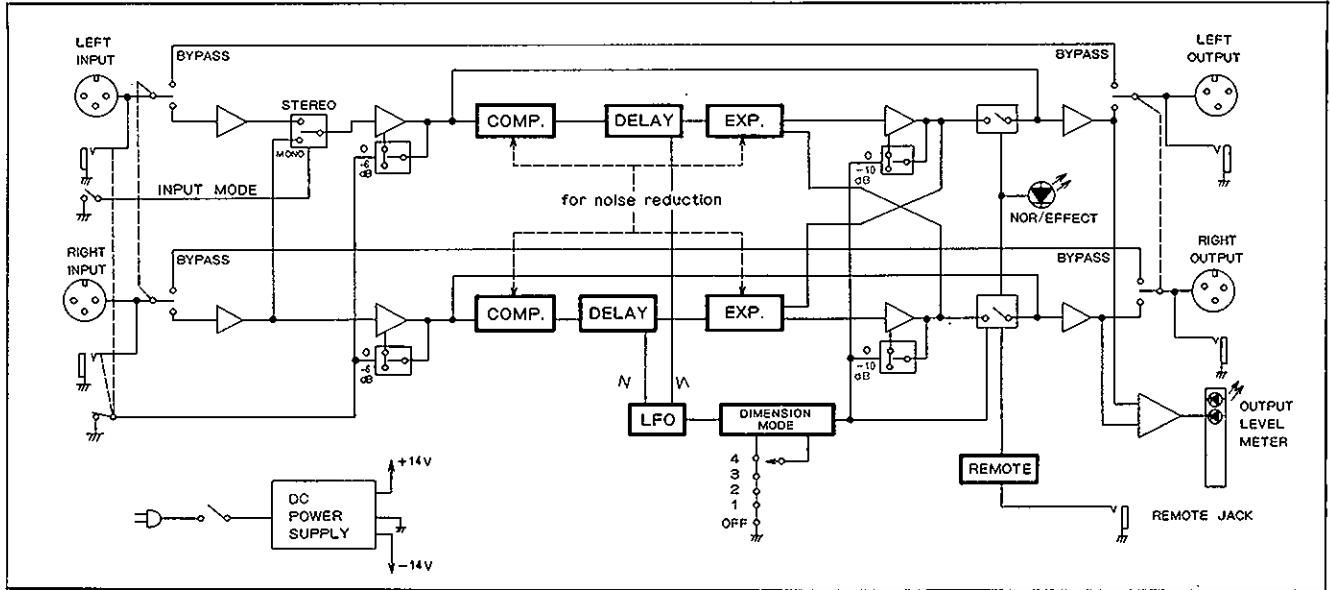 LEFT
INPUT
BYPASS
BYPASS
LEFT
OUTPUT
STEREO
MONO
COMP.
DELAY
EXP.
0
-6
dB
0
-10
dB
INPUT MODE
for noise reduction
NOR/EFFECT
RIGHT
INPUT
BYPASS
BYPASS
RIGHT
OUTPUT
COMP.
DELAY
EXP.
0
-6
dB
0
-10
dB
LFO
DIMENSION
MODE
OUTPUT
LEVEL
METER
4
3
2
1
OFF
REMOTE
REMOTE JACK
+14V
DC
POWER
SUPPLY
-14V